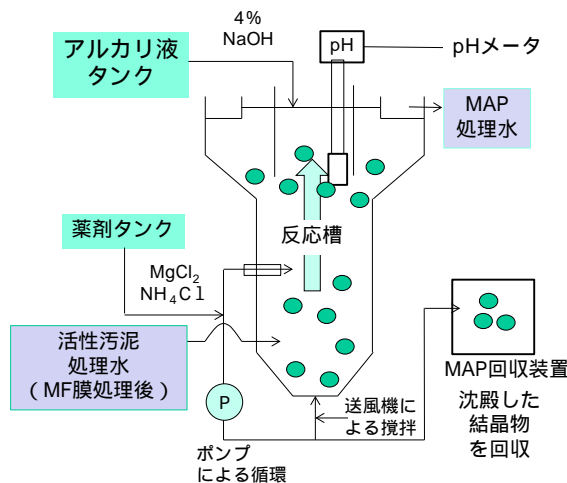 4%
NaOH
アルカリ液
タンク
pH
pHメータ
MAP
処理水
薬剤タンク
反応槽
MgCl₂
NH₄Cl
活性汚泥
処理水
(MF膜処理後)
P
ポンプ
による循環
送風機に
よる撹拌
MAP回収装置
沈殿した
結晶物
を回収